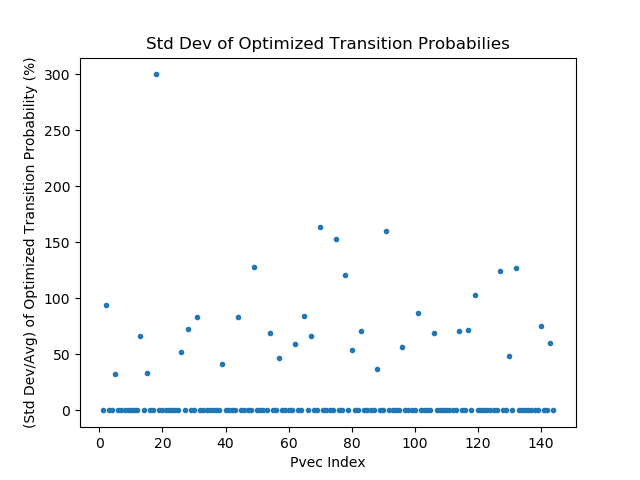 Std Dev of Optimized Transition Probabilies
(Std Dev/Avg) of Optimized Transition Probability (%)
300
250
200
150
100
50
0
0 20 40 60 80 100 120 140
Pvec Index